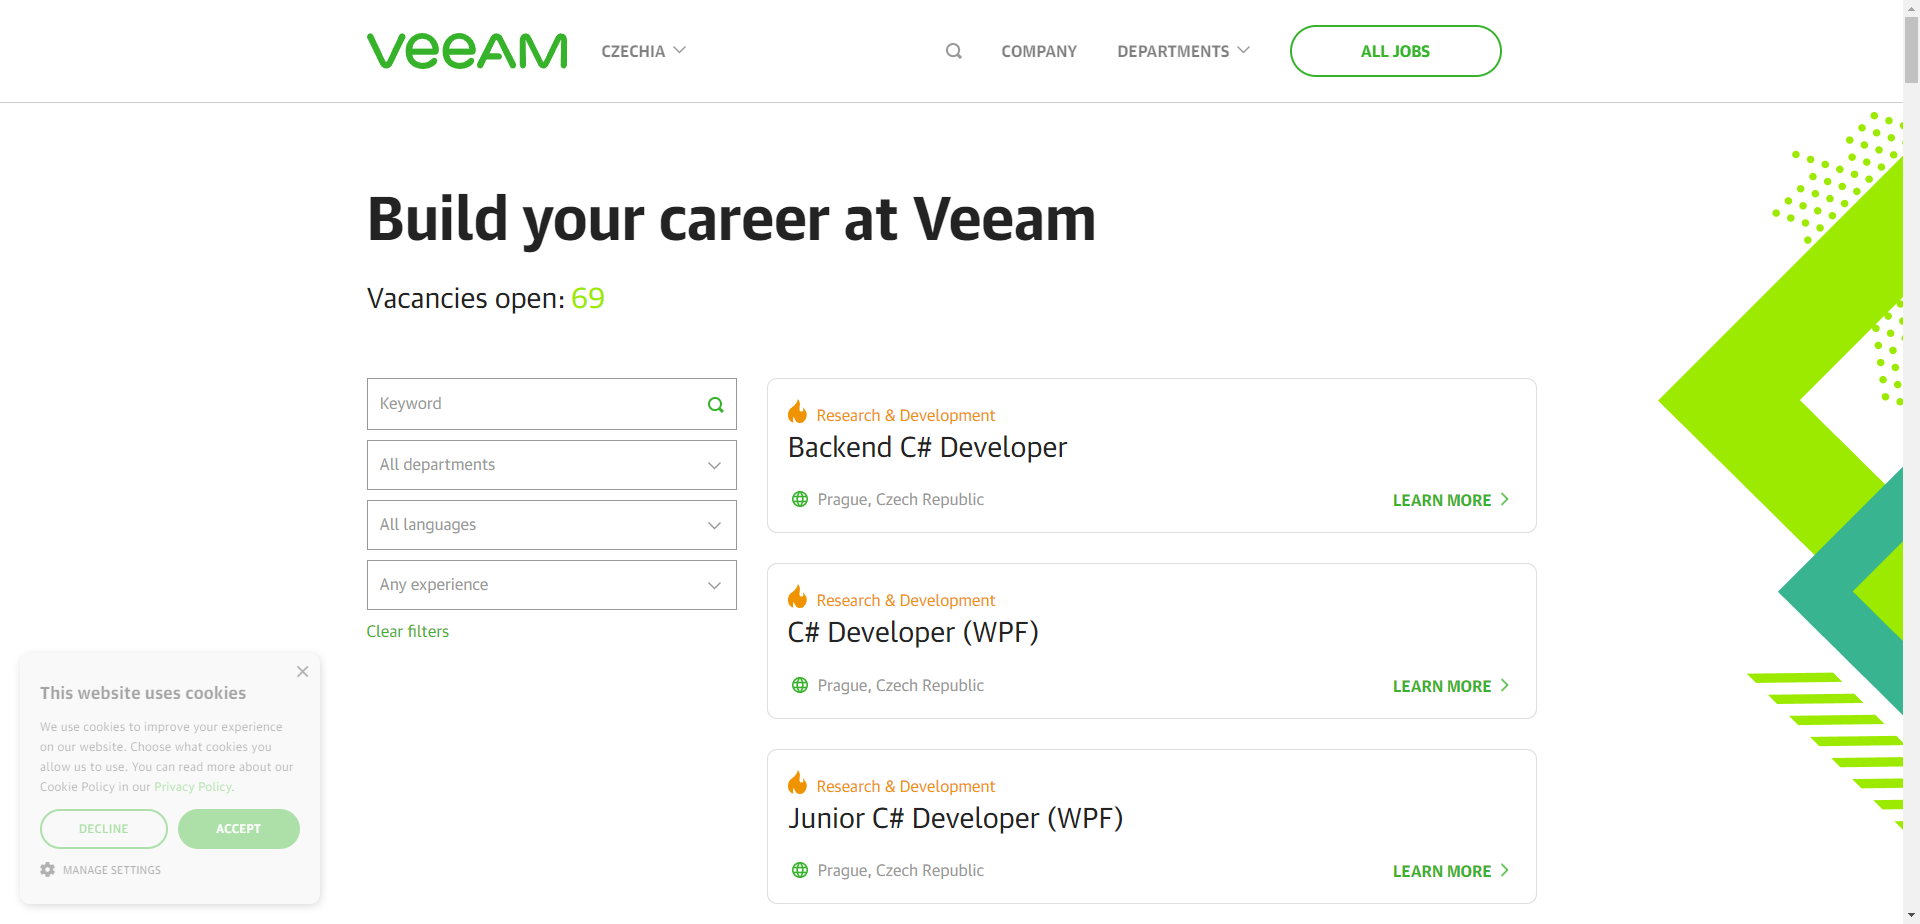 VeeAM
CZECHIA
COMPANY
DEPARTMENTS
ALL JOBS
Build your career at Veeam
Vacancies open: 69
Keyword
All departments
All languages
Any experience
Clear filters
Research & Development
Backend C# Developer
Prague, Czech Republic
LEARN MORE
Research & Development
C# Developer (WPF)
Prague, Czech Republic
LEARN MORE
Research & Development
Junior C# Developer (WPF)
Prague, Czech Republic
LEARN MORE
This website uses cookies
We use cookies to improve your experience
on our website. Choose what cookies you
allow us to use. You can read more about our
Cookie Policy in our Privacy Policy.
DECLINE
ACCEPT
MANAGE SETTINGS